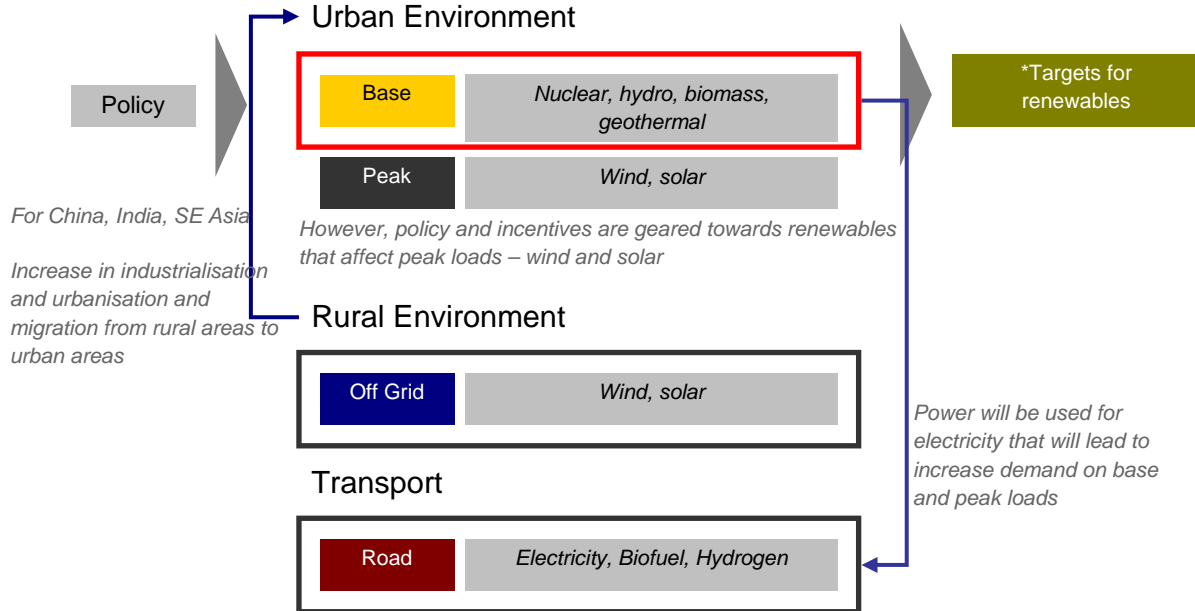 Urban Environment
Policy
Base
Nuclear, hydro, biomass,
geothermal
*Targets for
renewables
Peak
Wind, solar
For China, India, SE Asia
Increase in industrialisation
and urbanisation and
migration from rural areas to
urban areas
However, policy and incentives are geared towards renewables
that affect peak loads – wind and solar
Rural Environment
Off Grid
Wind, solar
Power will be used for
electricity that will lead to
increase demand on base
and peak loads
Transport
Road
Electricity, Biofuel, Hydrogen